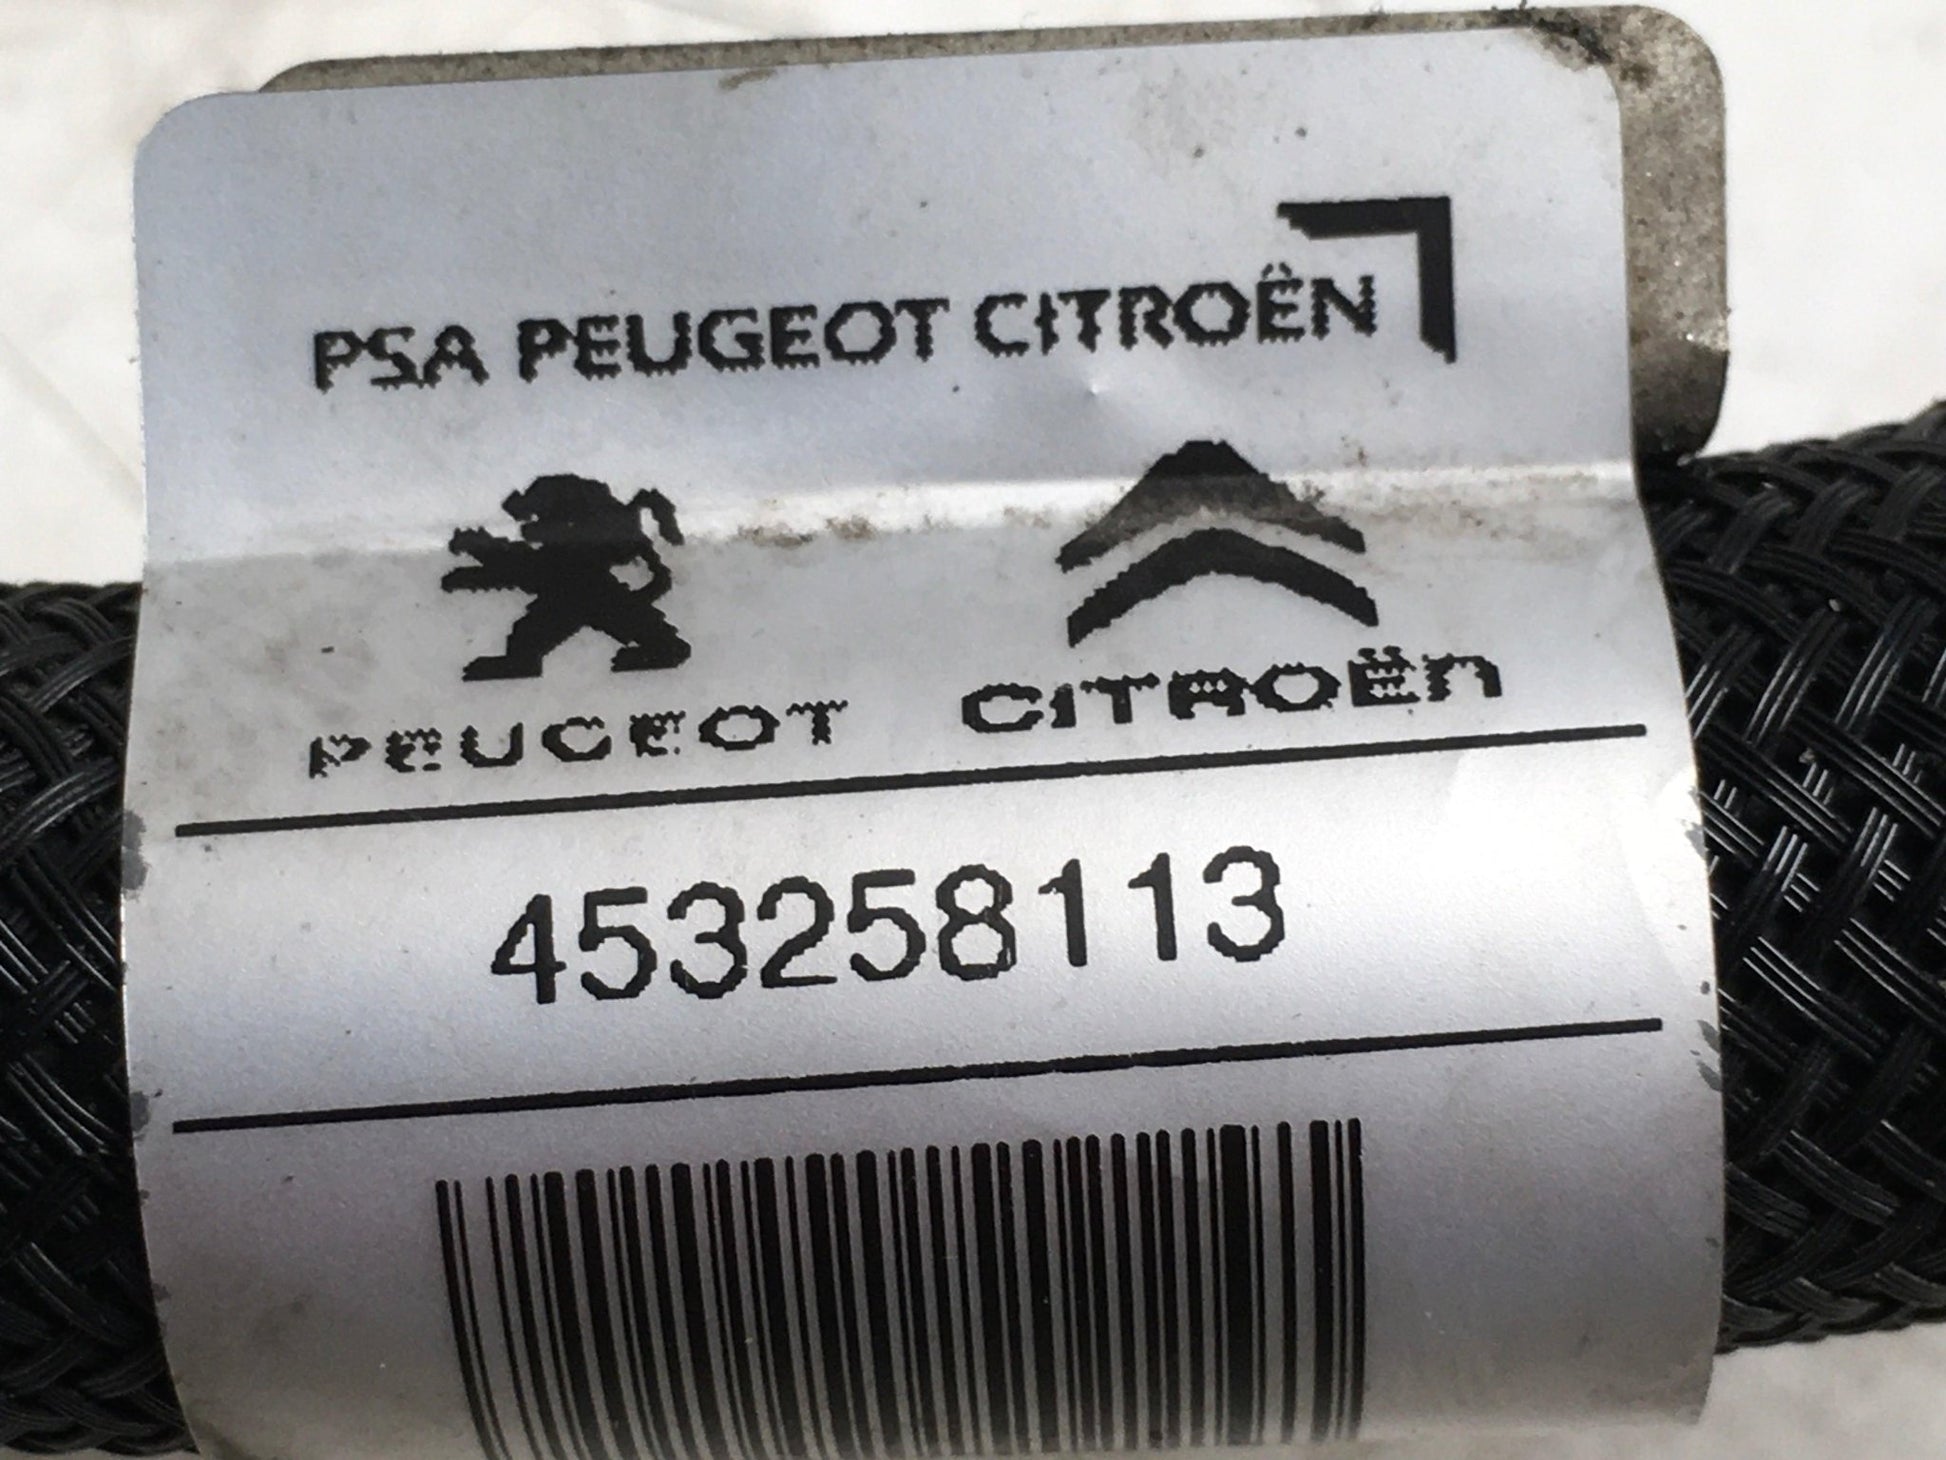 PSA PEUGEOT CITROËN
PEUGEOT CITROËN
453258113